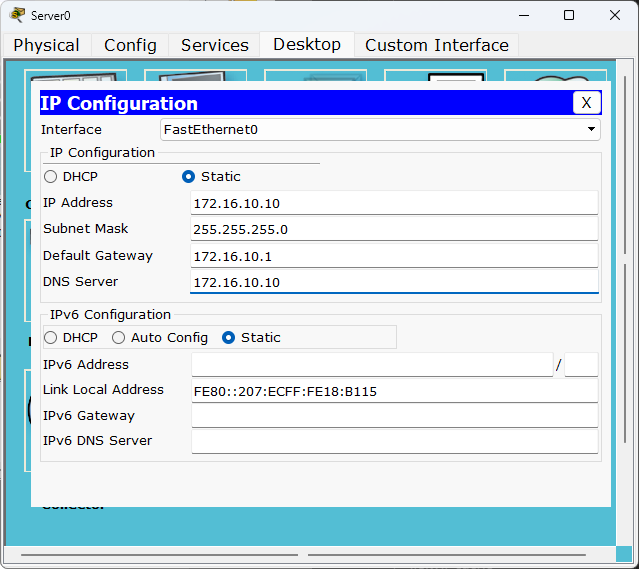 Server0
Physical Config Services Desktop Custom Interface
IP Configuration X
Interface FastEthernet0
IP Configuration
DHCP Static
IP Address 172.16.10.10
Subnet Mask 255.255.255.0
Default Gateway 172.16.10.1
DNS Server 172.16.10.10
IPv6 Configuration
DHCP Auto Config Static
IPv6 Address /
Link Local Address FE80::207:ECFF:FE18:B115
IPv6 Gateway
IPv6 DNS Server